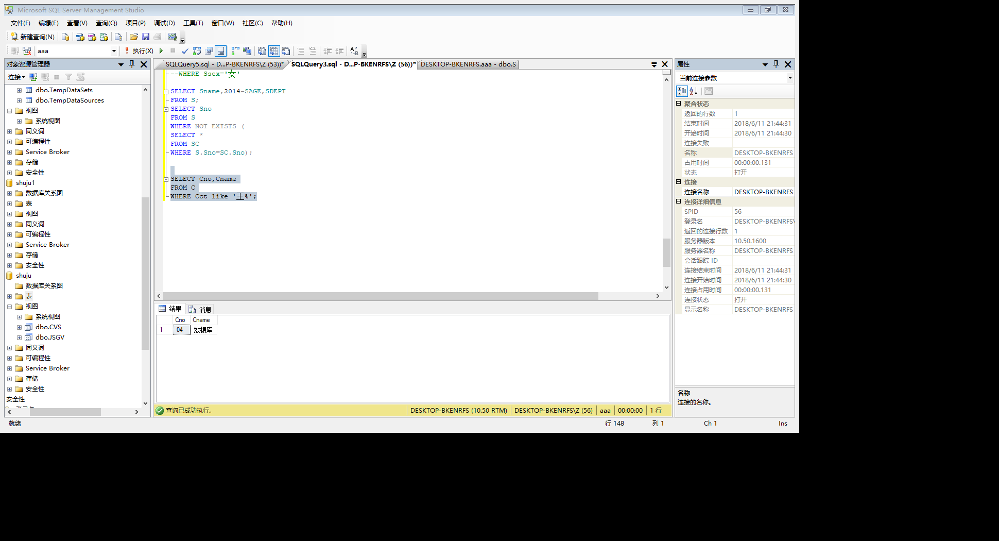 Microsoft SQL Server Management Studio
文件(F) 编辑(E) 查看(V) 查询(Q) 项目(P) 调试(D) 工具(T) 窗口(W) 社区(C) 帮助(H)
新建查询(N)
aaa
执行(X)
对象资源管理器
连接
dbo.TempDataSets
dbo.TempDataSources
视图
系统视图
同义词
可编程性
Service Broker
存储
安全性
shuju1
数据库关系图
表
视图
同义词
可编程性
Service Broker
存储
安全性
shuju
数据库关系图
表
视图
系统视图
dbo.CVS
dbo.JSGV
同义词
可编程性
Service Broker
存储
安全性
安全性
SQLQuery5.sql - D...P-BKENRFS\Z (53))* SQLQuery3.sql - D...P-BKENRFS\Z (56))* DESKTOP-BKENRFS.aaa - dbo.S
--WHERE Ssex='女'
SELECT Sname,2014-SAGE,SDEPT
FROM S;
SELECT Sno
FROM S
WHERE NOT EXISTS (
SELECT *
FROM SC
WHERE S.Sno=SC.Sno);
SELECT Cno,Cname
FROM C
WHERE Cct like '王%';
结果 消息
Cno Cname
1 04 数据库
查询已成功执行。 DESKTOP-BKENRFS (10.50 RTM) DESKTOP-BKENRFS\Z (56) aaa 00:00:00 1 行
属性
当前连接参数
聚合状态
返回的行数 1
结束时间 2018/6/11 21:44:31
开始时间 2018/6/11 21:44:30
连接失败
名称 DESKTOP-BKENRFS
占用时间 00:00:00.131
状态 打开
连接
连接名称 DESKTOP-BKENRFS
连接详细信息
SPID 56
登录名 DESKTOP-BKENRFS\
返回的连接行数 1
服务器版本 10.50.1600
服务器名称 DESKTOP-BKENRFS
会话跟踪 ID
连接结束时间 2018/6/11 21:44:31
连接开始时间 2018/6/11 21:44:30
连接占用时间 00:00:00.131
连接状态 打开
显示名称 DESKTOP-BKENRFS
名称
连接的名称。
就绪 行 148 列 1 Ch 1 Ins